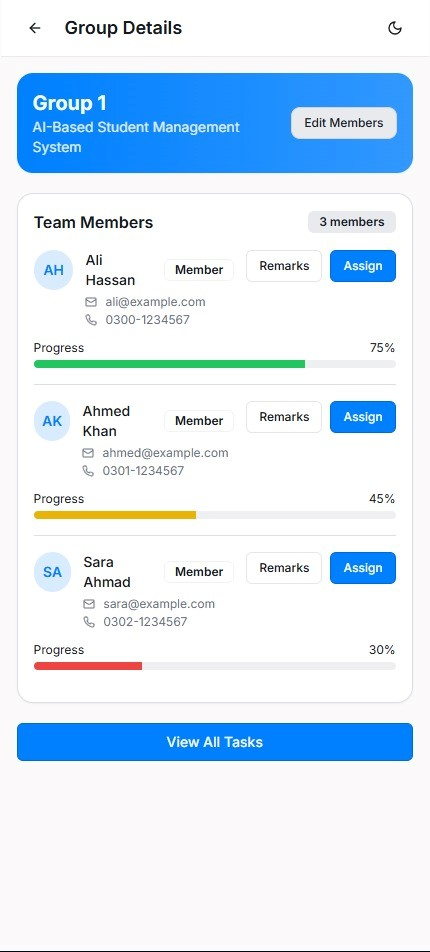 Group Details
Group 1
AI-Based Student Management
System
Edit Members
Team Members
3 members
AH
Ali
Hassan
Member
Remarks
Assign
ali@example.com
0300-1234567
Progress
75%
AK
Ahmed
Khan
Member
Remarks
Assign
ahmed@example.com
0301-1234567
Progress
45%
SA
Sara
Ahmad
Member
Remarks
Assign
sara@example.com
0302-1234567
Progress
30%
View All Tasks